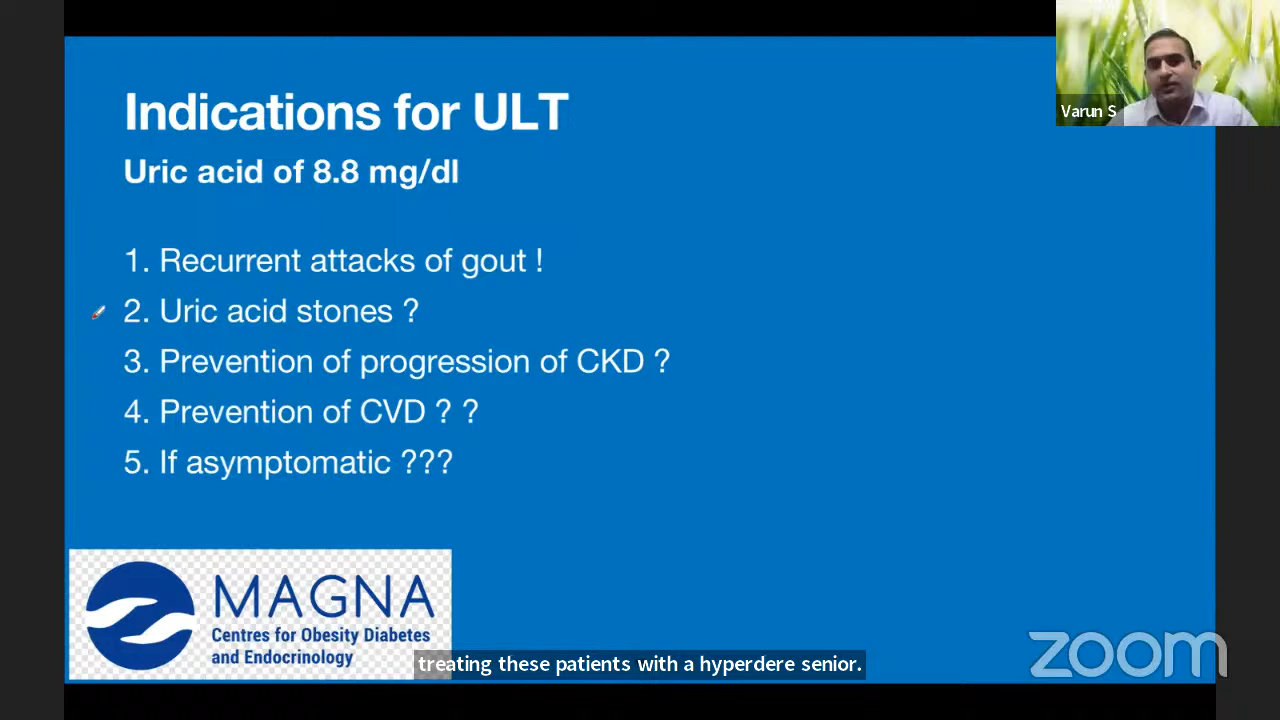 Indications for ULT
Uric acid of 8.8 mg/dl
1. Recurrent attacks of gout !
2. Uric acid stones ?
3. Prevention of progression of CKD ?
4. Prevention of CVD ? ?
5. If asymptomatic ???
Varun S
MAGNA
Centres for Obesity Diabetes
and Endocrinology
treating these patients with a hyperdere senior.
zoom